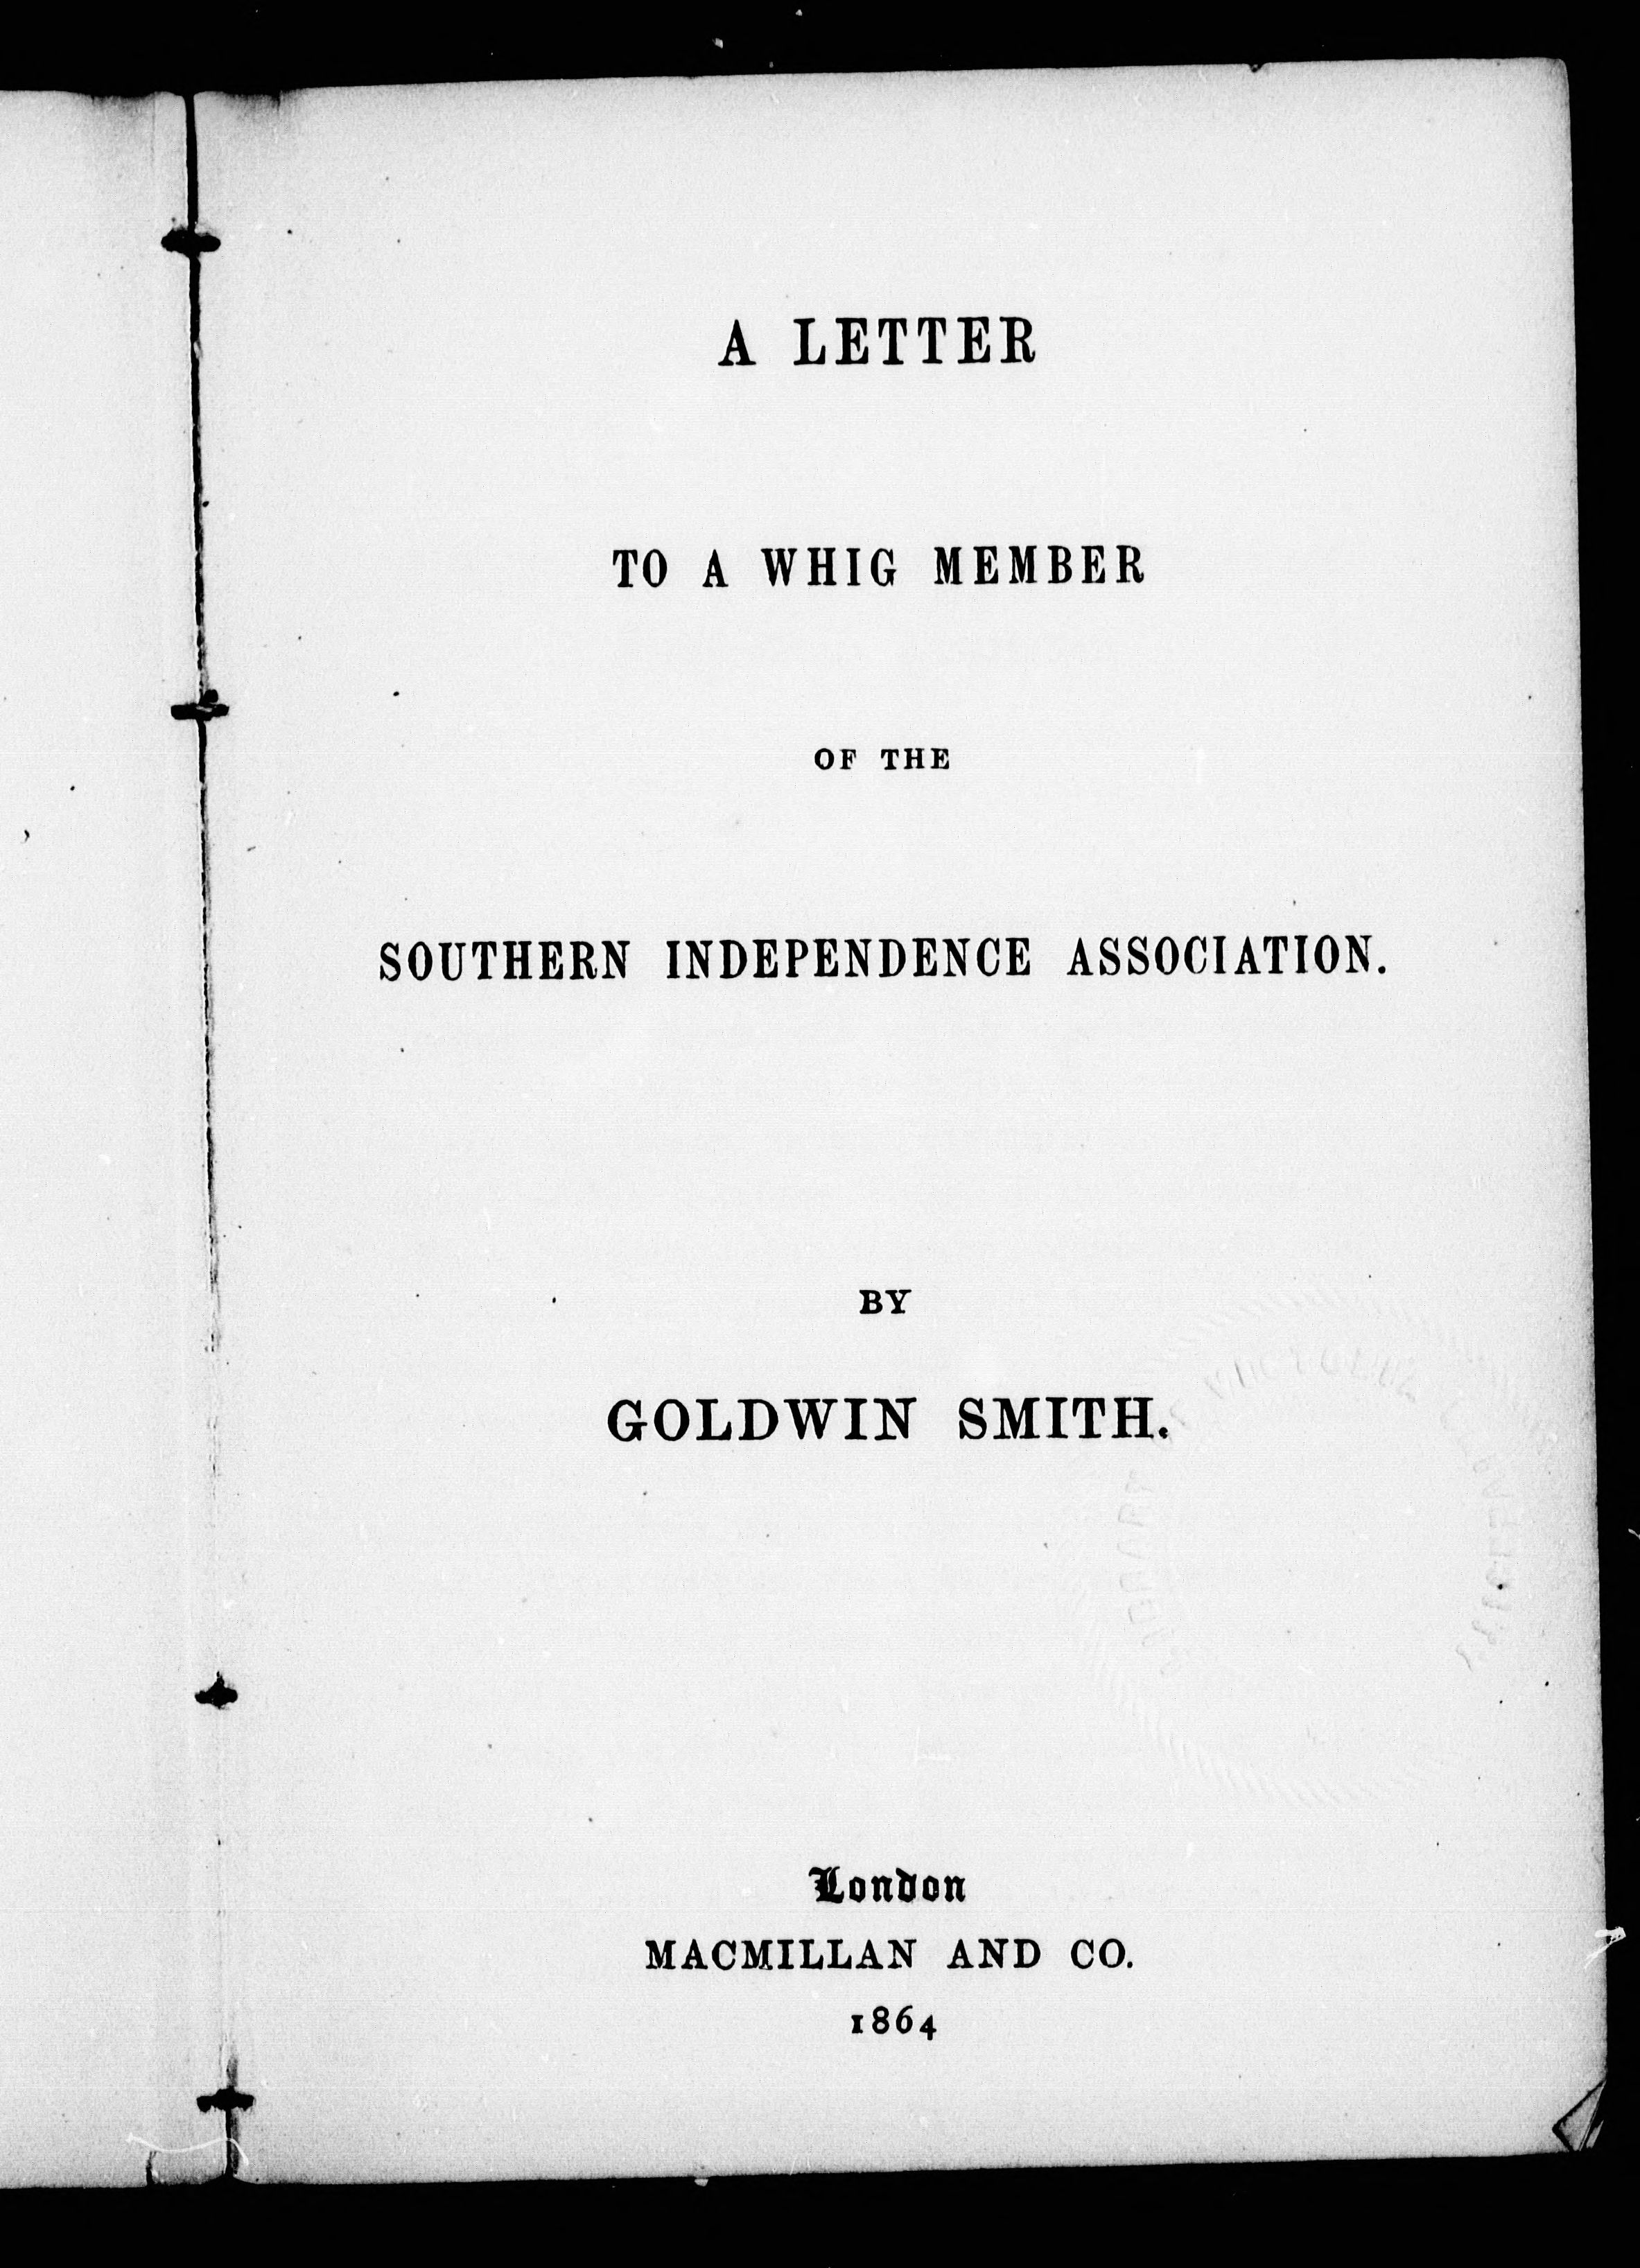 A LETTER
TO A WHIG MEMBER
OF THE
SOUTHERN INDEPENDENCE ASSOCIATION.
BY
GOLDWIN SMITH.
London
MACMILLAN AND CO.
1864